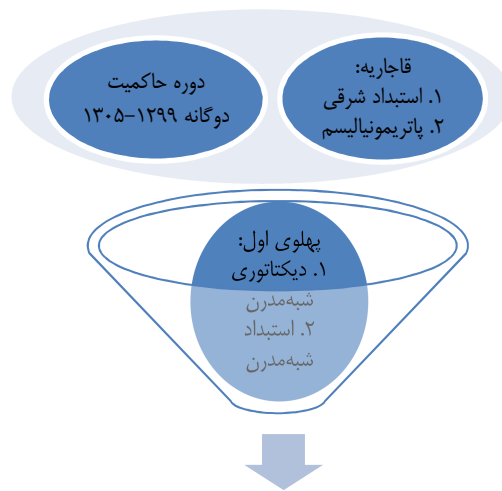 قاجاریه:
۱. استبداد شرقی
۲. پاتریمونیالیسم
دوره حاکمیت
دوگانه ۱۲۹۹-۱۳۰۵
پهلوی اول:
۱. دیکتاتوری
شبه‌مدرن
۲. استبداد
شبه‌مدرن